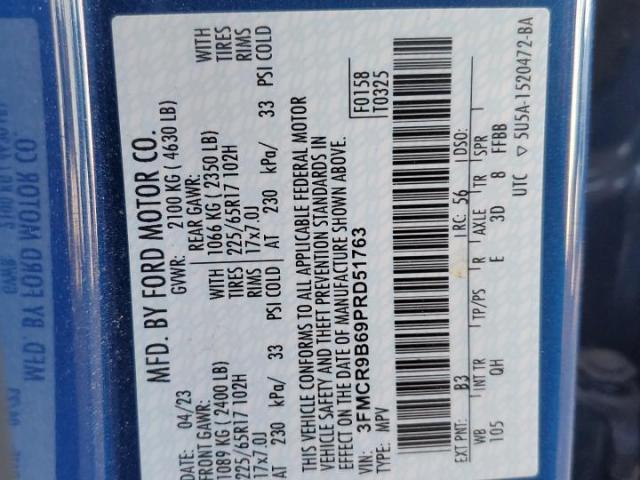 MFD. BY FORD MOTOR CO.
DATE: 04/23 GVWR: 2100 KG ( 4630 LB)
FRONT GAWR: REAR GAWR: WITH
1089 KG ( 2400 LB) 1066 KG ( 2350 LB) TIRES
225/65R17 102H 225/65R17 102H RIMS
17x7.0J TIRES RIMS 17x7.0J
AT 230 kPa/ 33 PSI COLD AT 230 kPa/ 33 PSI COLD
WITH
THIS VEHICLE CONFORMS TO ALL APPLICABLE FEDERAL MOTOR
VEHICLE SAFETY AND THEFT PREVENTION STANDARDS IN
EFFECT ON THE DATE OF MANUFACTURE SHOWN ABOVE.
VIN: 3FMCR9B69PRD51763
TYPE: MPV
F0158
T0325
EXT PNT: B3 RC: 56 DSO:
WB INT TR TP/PS R AXLE TR SPR
105 QH E 3D 8 FFBB
UTC ▽ 5U5A-1520472-BA